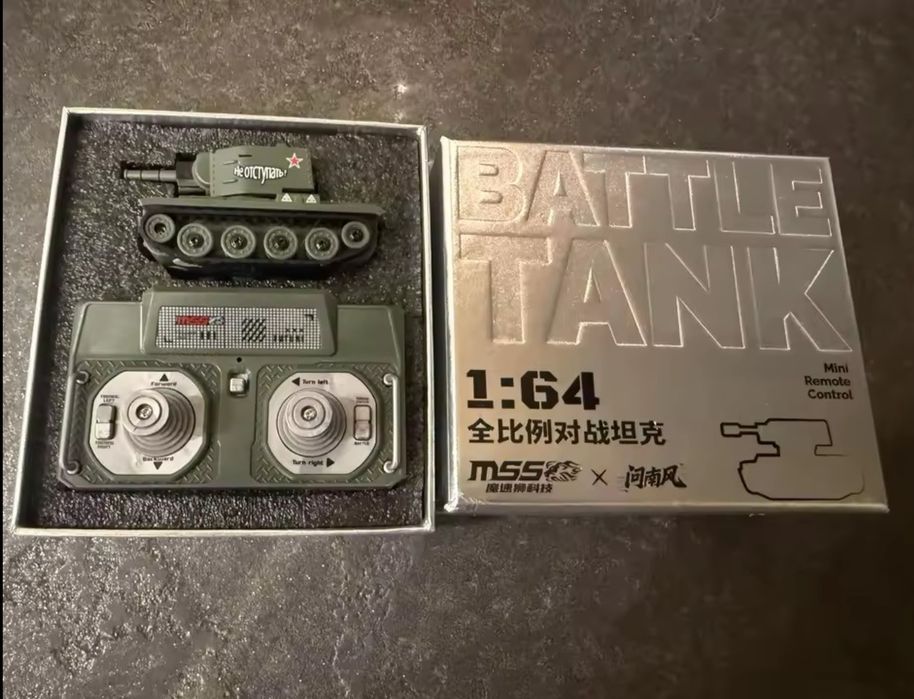 Не отступать!
MSS
Forward
Backward
Turn left
Turn right
BATTLE
TANK
Mini
Remote
Control
1:64
全比例对战坦克
MSS
×
问南风
魔速狮科技